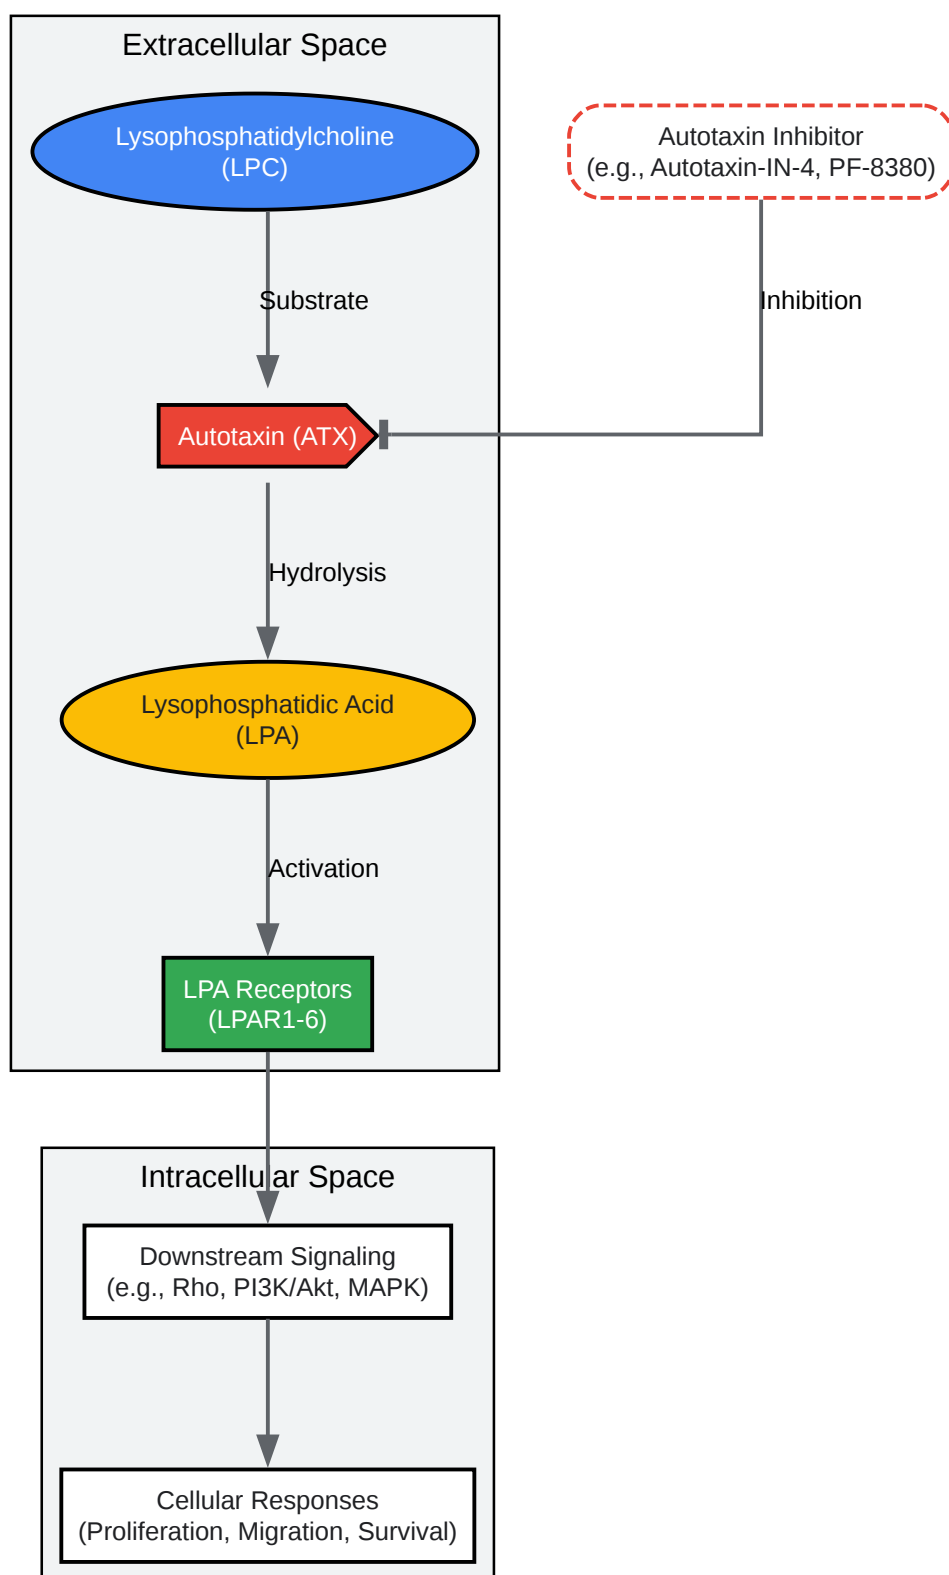 Extracellular Space
Lysophosphatidylcholine
(LPC)
Autotaxin Inhibitor
(e.g., Autotaxin-IN-4, PF-8380)
Substrate
Inhibition
Autotaxin (ATX)
Hydrolysis
Lysophosphatidic Acid
(LPA)
Activation
LPA Receptors
(LPAR1-6)
Intracellular Space
Downstream Signaling
(e.g., Rho, PI3K/Akt, MAPK)
Cellular Responses
(Proliferation, Migration, Survival)